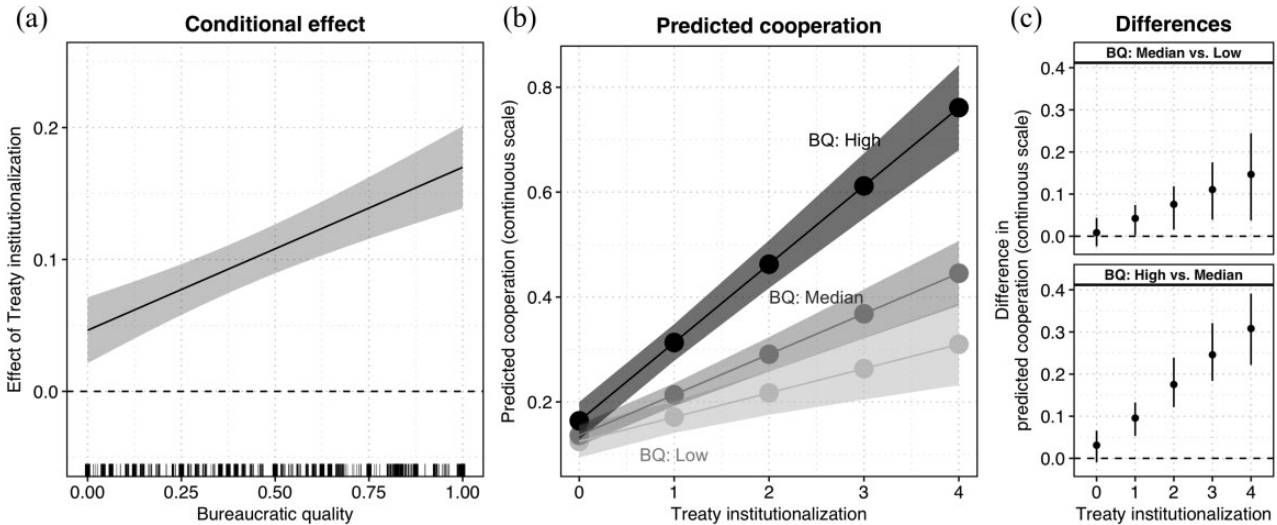 (a)
Conditional effect
Effect of Treaty institutionalization
0.2
0.1
0.0
0.00 0.25 0.50 0.75 1.00
Bureaucratic quality
(b)
Predicted cooperation
Predicted cooperation (continuous scale)
0.8
0.6
0.4
0.2
BQ: High
BQ: Median
BQ: Low
0 1 2 3 4
Treaty institutionalization
(c)
Differences
Difference in
predicted cooperation (continuous scale)
BQ: Median vs. Low
0.4
0.3
0.2
0.1
0.0
BQ: High vs. Median
0.4
0.3
0.2
0.1
0.0
0 1 2 3 4
Treaty institutionalization